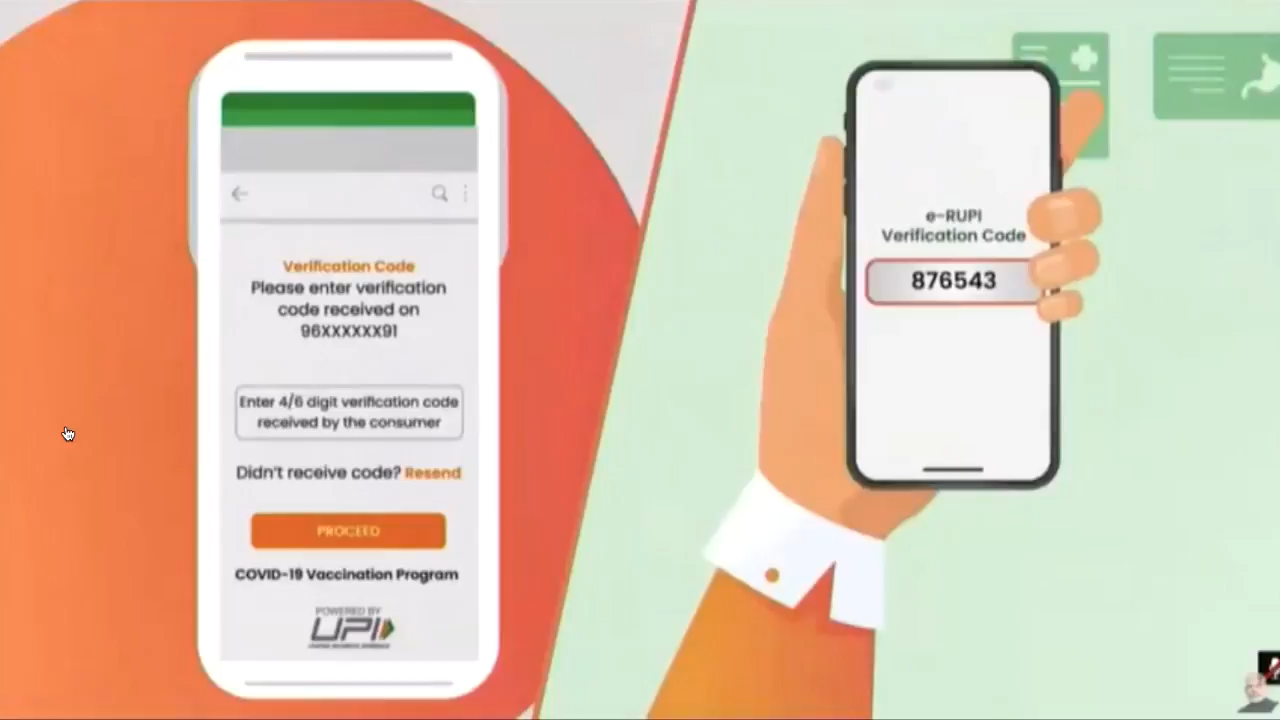 Verification Code
Please enter verification
code received on
96XXXXXX91
Enter 4/6 digit verification code
received by the consumer
Didn't receive code? Resend
PROCEED
COVID-19 Vaccination Program
POWERED BY
UPI
e-RUPI
Verification Code
876543